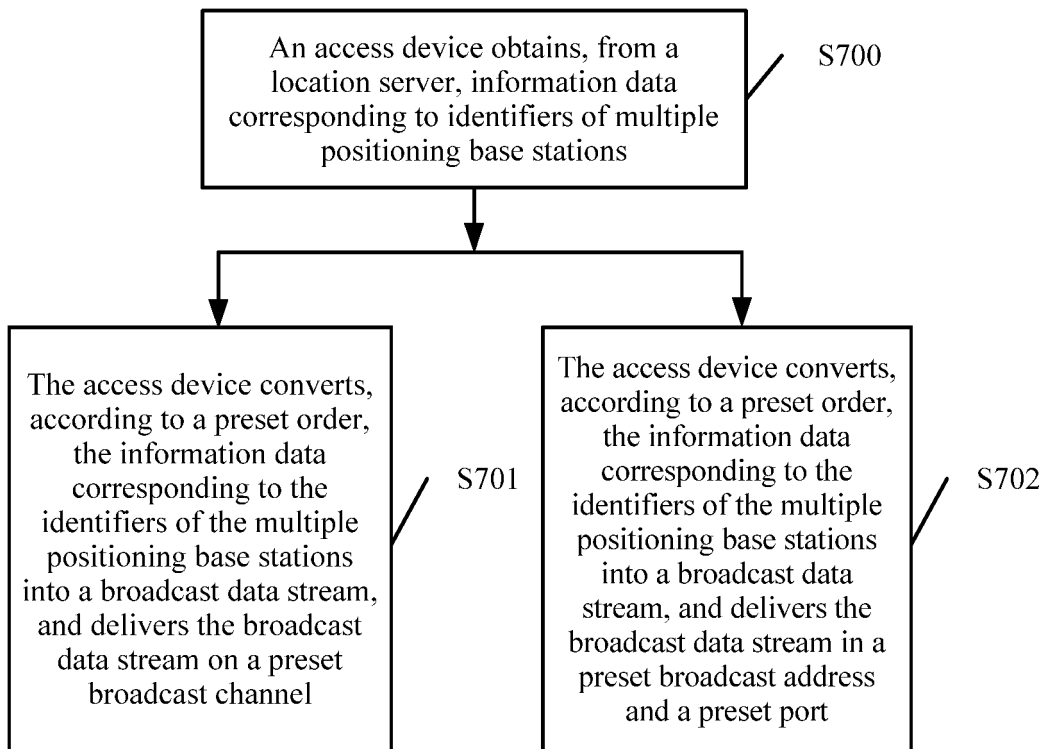 An access device obtains, from a
location server, information data
corresponding to identifiers of multiple
positioning base stations
S700
The access device converts,
according to a preset order,
the information data
corresponding to the
identifiers of the multiple
positioning base stations
into a broadcast data stream,
and delivers the broadcast
data stream on a preset
broadcast channel
S701
The access device converts,
according to a preset order,
the information data
corresponding to the
identifiers of the multiple
positioning base stations
into a broadcast data
stream, and delivers the
broadcast data stream in a
preset broadcast address
and a preset port
S702